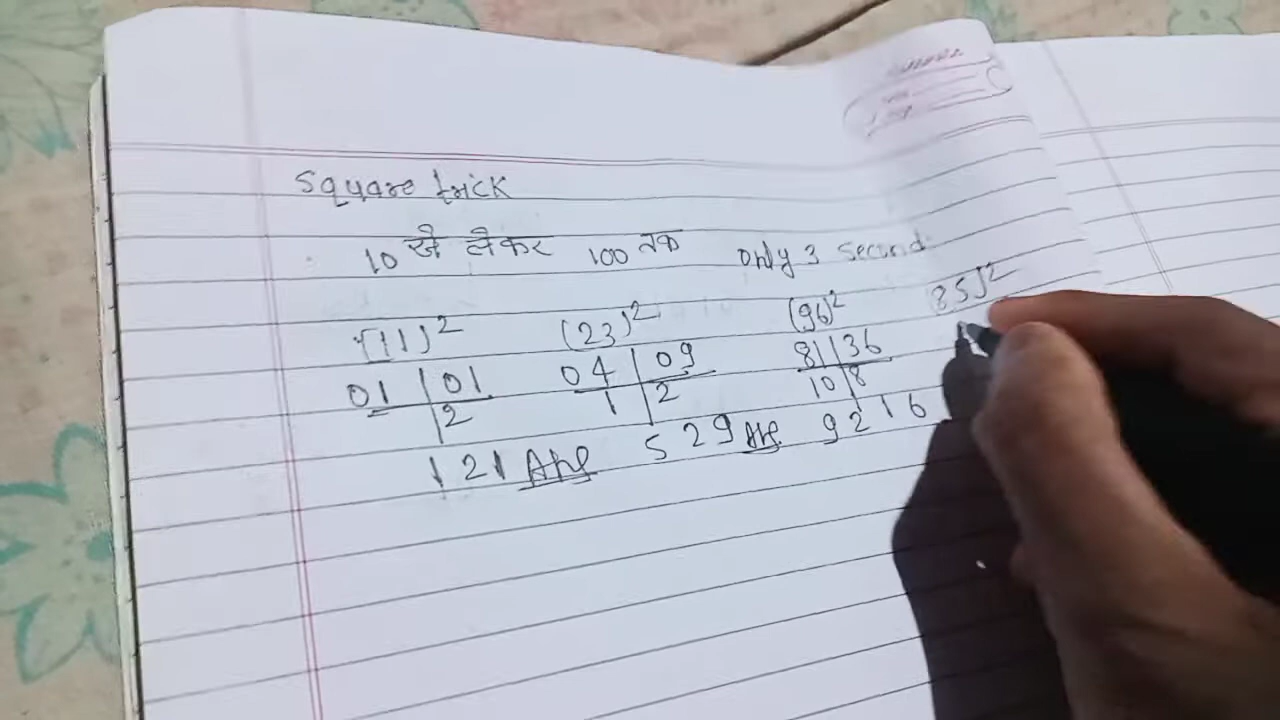 Square trick
10 से लेकर 100 तक only 3 second
(11)² (23)² (96)² 85)²
01 | 01 04 | 09 81 | 36
2 1 | 2 10 | 8
121 Ans 529 Ans 9216